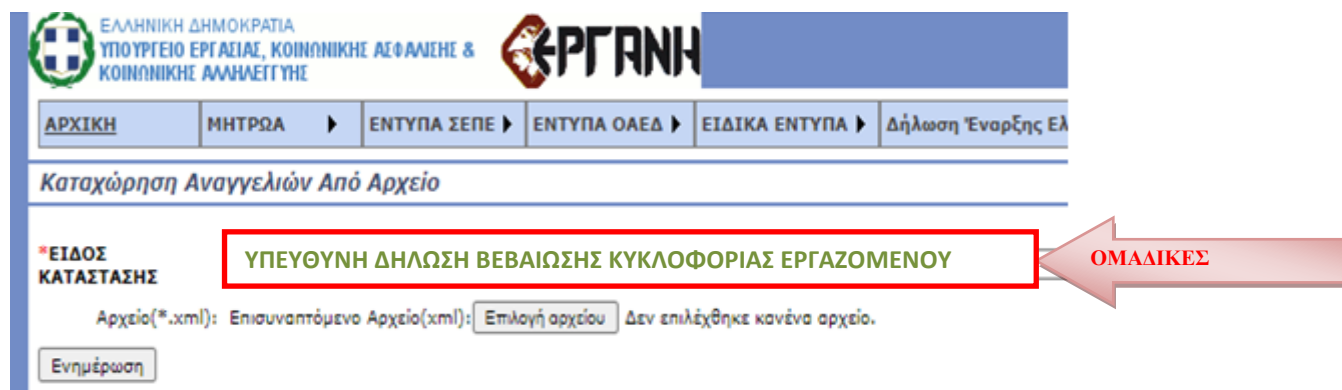 ΕΛΛΗΝΙΚΗ ΔΗΜΟΚΡΑΤΙΑ
ΥΠΟΥΡΓΕΙΟ ΕΡΓΑΣΙΑΣ, ΚΟΙΝΩΝΙΚΗΣ ΑΣΦΑΛΙΣΗΣ &
ΚΟΙΝΩΝΙΚΗΣ ΑΛΛΗΛΕΓΓΥΗΣ
ΕΡΓΑΝΗ
ΑΡΧΙΚΗ ΜΗΤΡΩΑ ΕΝΤΥΠΑ ΣΕΠΕ ΕΝΤΥΠΑ ΟΑΕΔ ΕΙΔΙΚΑ ΕΝΤΥΠΑ Δήλωση Έναρξης Ελ
Καταχώρηση Αναγγελιών Από Αρχείο
*ΕΙΔΟΣ
ΚΑΤΑΣΤΑΣΗΣ
ΥΠΕΥΘΥΝΗ ΔΗΛΩΣΗ ΒΕΒΑΙΩΣΗΣ ΚΥΚΛΟΦΟΡΙΑΣ ΕΡΓΑΖΟΜΕΝΟΥ
ΟΜΑΔΙΚΕΣ
Αρχείο(*.xml): Επισυναπτόμενο Αρχείο(xml): Επιλογή αρχείου Δεν επιλέχθηκε κανένα αρχείο.
Ενημέρωση